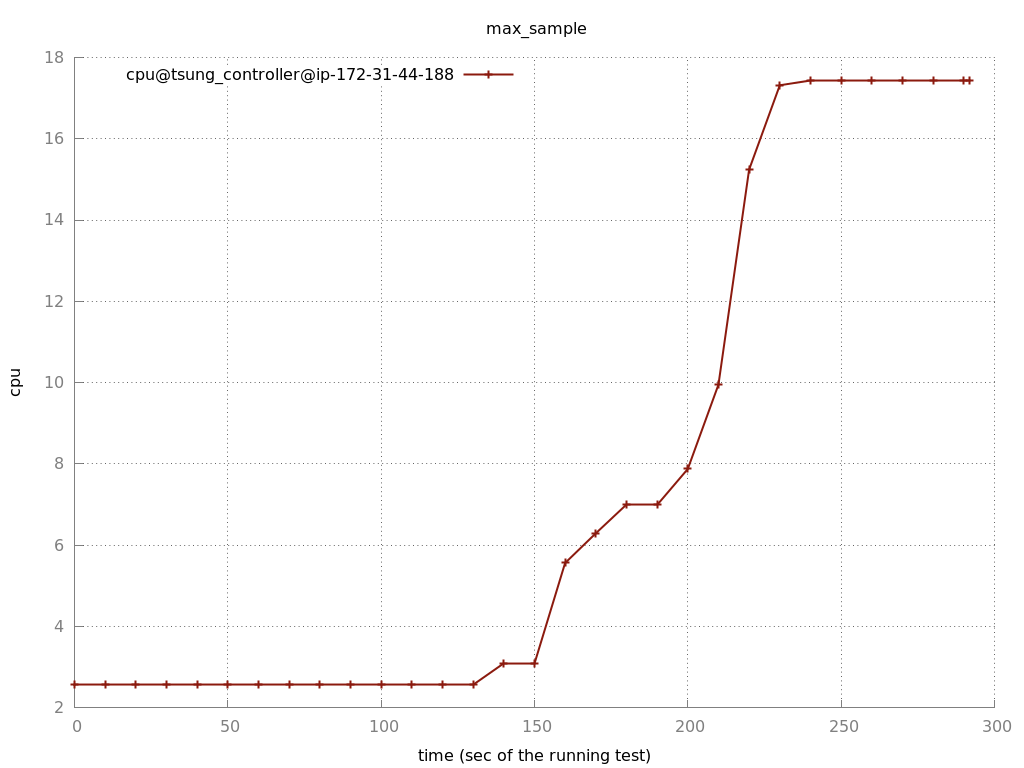 max_sample
cpu@tsung_controller@ip-172-31-44-188
18
16
14
12
10
8
6
4
2
cpu
0 50 100 150 200 250 300
time (sec of the running test)